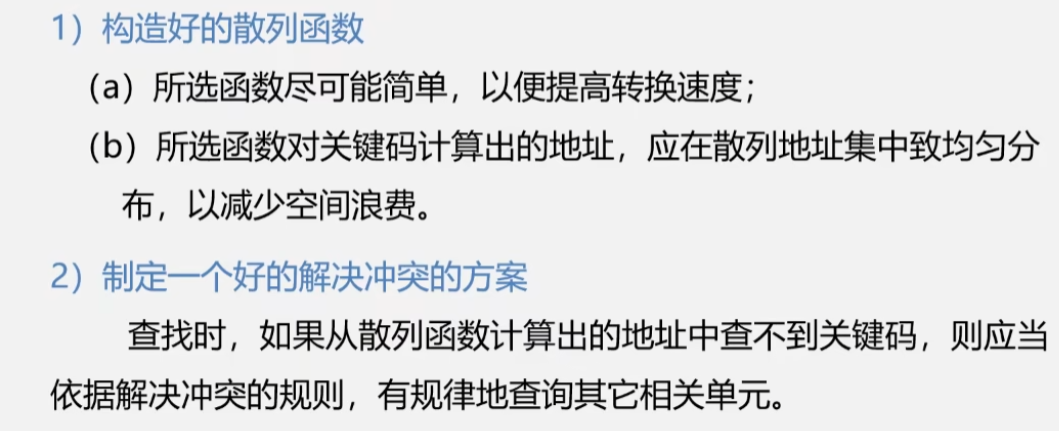 1）构造好的散列函数
（a）所选函数尽可能简单，以便提高转换速度；
（b）所选函数对关键码计算出的地址，应在散列地址集中致均匀分
布，以减少空间浪费。
2）制定一个好的解决冲突的方案
查找时，如果从散列函数计算出的地址中查不到关键码，则应当
依据解决冲突的规则，有规律地查询其它相关单元。